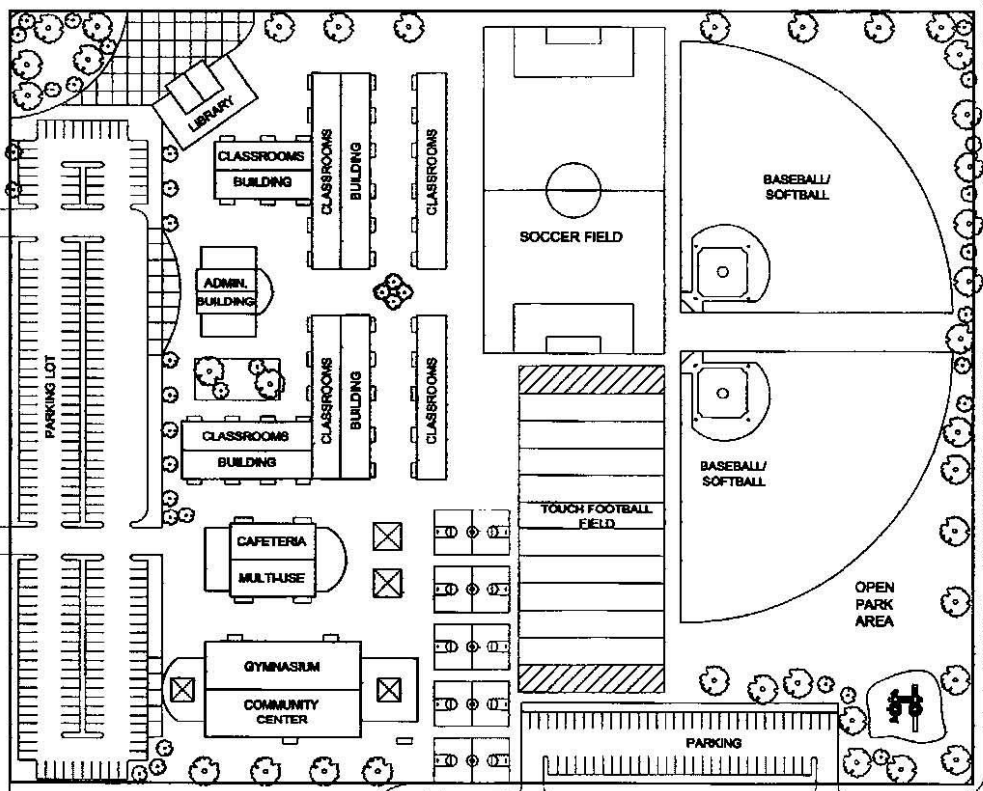 LIBRARY
CLASSROOMS
BUILDING
CLASSROOMS
BUILDING
CLASSROOMS
SOCCER FIELD
BASEBALL/
SOFTBALL
ADMIN.
BUILDING
PARKING LOT
CLASSROOMS
BUILDING
CLASSROOMS
CLASSROOMS
BUILDING
BASEBALL/
SOFTBALL
TOUCH FOOTBALL
FIELD
CAFETERIA
MULTI-USE
OPEN
PARK
AREA
GYMNASIUM
COMMUNITY
CENTER
PARKING